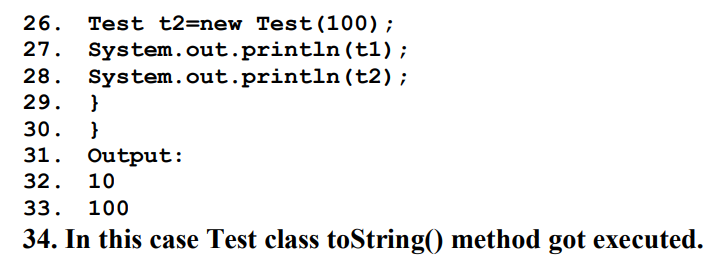 26. Test t2=new Test(100);
27. System.out.println(t1);
28. System.out.println(t2);
29. }
30. }
31. Output:
32. 10
33. 100
34. In this case Test class toString() method got executed.